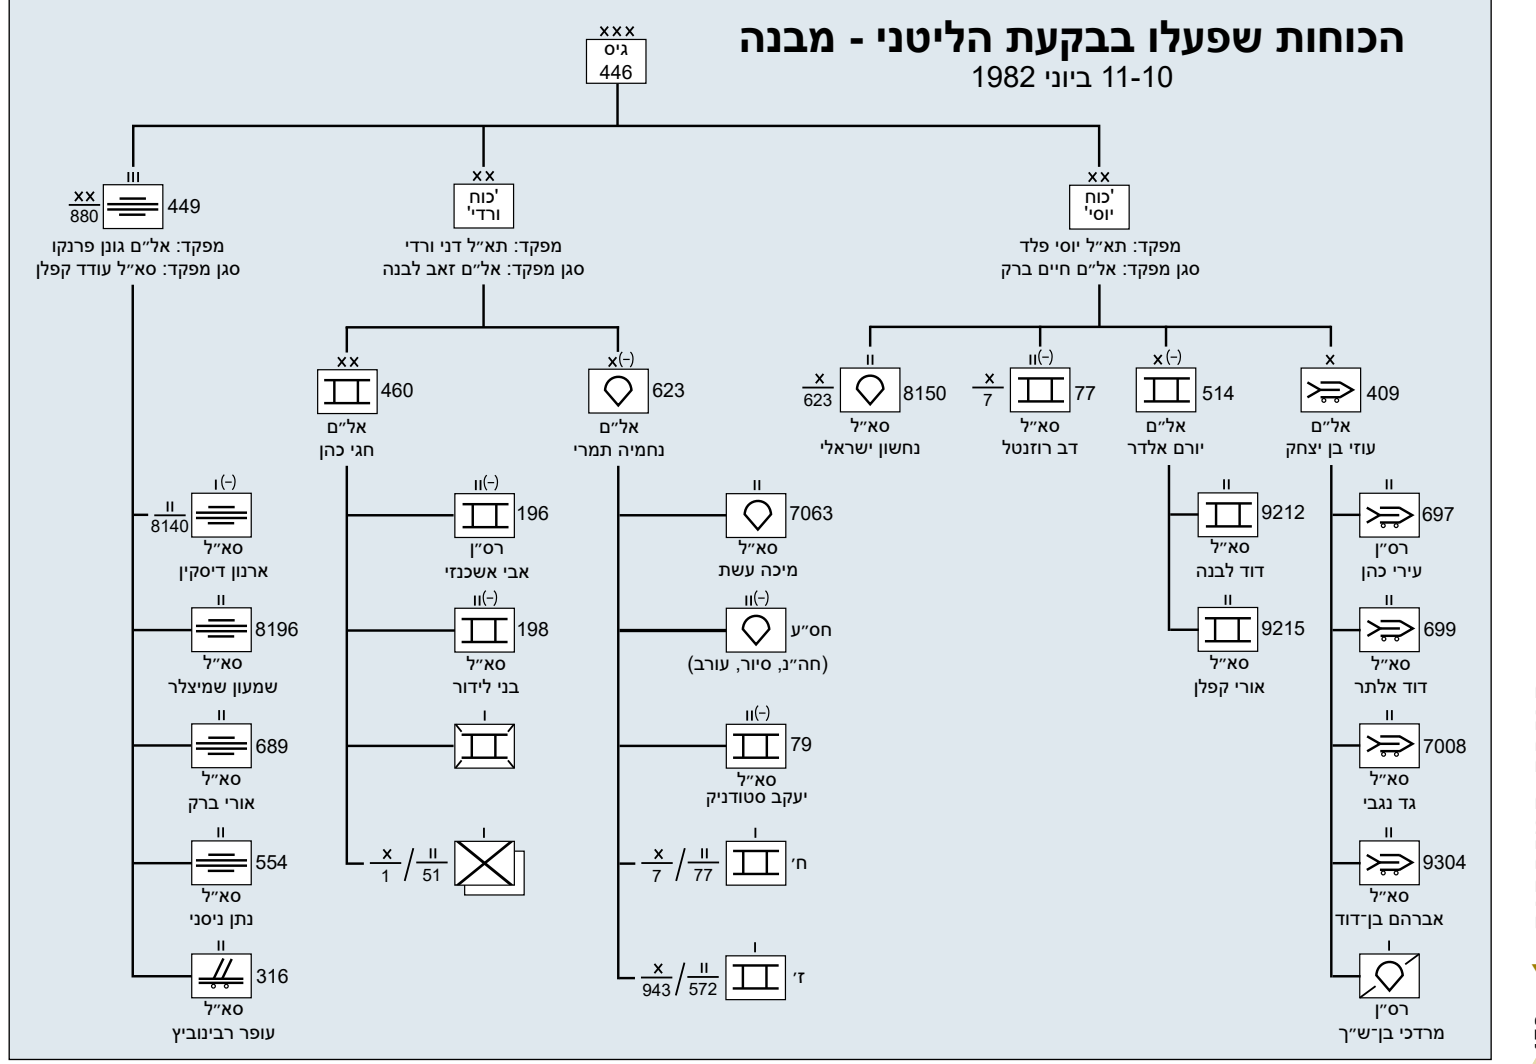 הכוחות שפעלו בבקעת הליטני - מבנה
11-10 ביוני 1982
XXX
גיס
446
XX
'כוח
יוסי'
מפקד: תא״ל יוסי פלד
סגן מפקד: אל״ם חיים ברק
X
409
אל״ם
עוזי בן יצחק
II
697
רס״ן
עירי כהן
II
699
סא״ל
דוד אלתר
II
7008
סא״ל
גד נגבי
II
9304
סא״ל
אברהם בן־דוד
I
רס״ן
מרדכי בן־ש״ך
X(–)
514
אל״ם
יורם אלדר
II
9212
סא״ל
דוד לבנה
II
9215
סא״ל
אורי קפלן
II(–)
77
X
7
סא״ל
דב רוזנטל
II
8150
X
623
סא״ל
נחשון ישראלי
XX
'כוח
ורדי'
מפקד: תא״ל דני ורדי
סגן מפקד: אל״ם זאב לבנה
X(–)
623
אל״ם
נחמיה תמרי
II
7063
סא״ל
מיכה עשת
II(–)
חס״ע
(חה״נ, סיור, עורב)
II(–)
79
סא״ל
יעקב סטודניק
I
ח׳
X / II
7 / 77
I
ז׳
X / II
943 / 572
XX
460
אל״ם
חגי כהן
II(–)
196
רס״ן
אבי אשכנזי
II(–)
198
סא״ל
בני לידור
I
I
X / II
1 / 51
III
449
XX
880
מפקד: אל״ם גונן פרנקו
סגן מפקד: סא״ל עודד קפלן
I(–)
II
8140
סא״ל
ארנון דיסקין
II
8196
סא״ל
שמעון שמיצלר
II
689
סא״ל
אורי ברק
II
554
סא״ל
נתן ניסני
II
316
סא״ל
עופר רבינוביץ